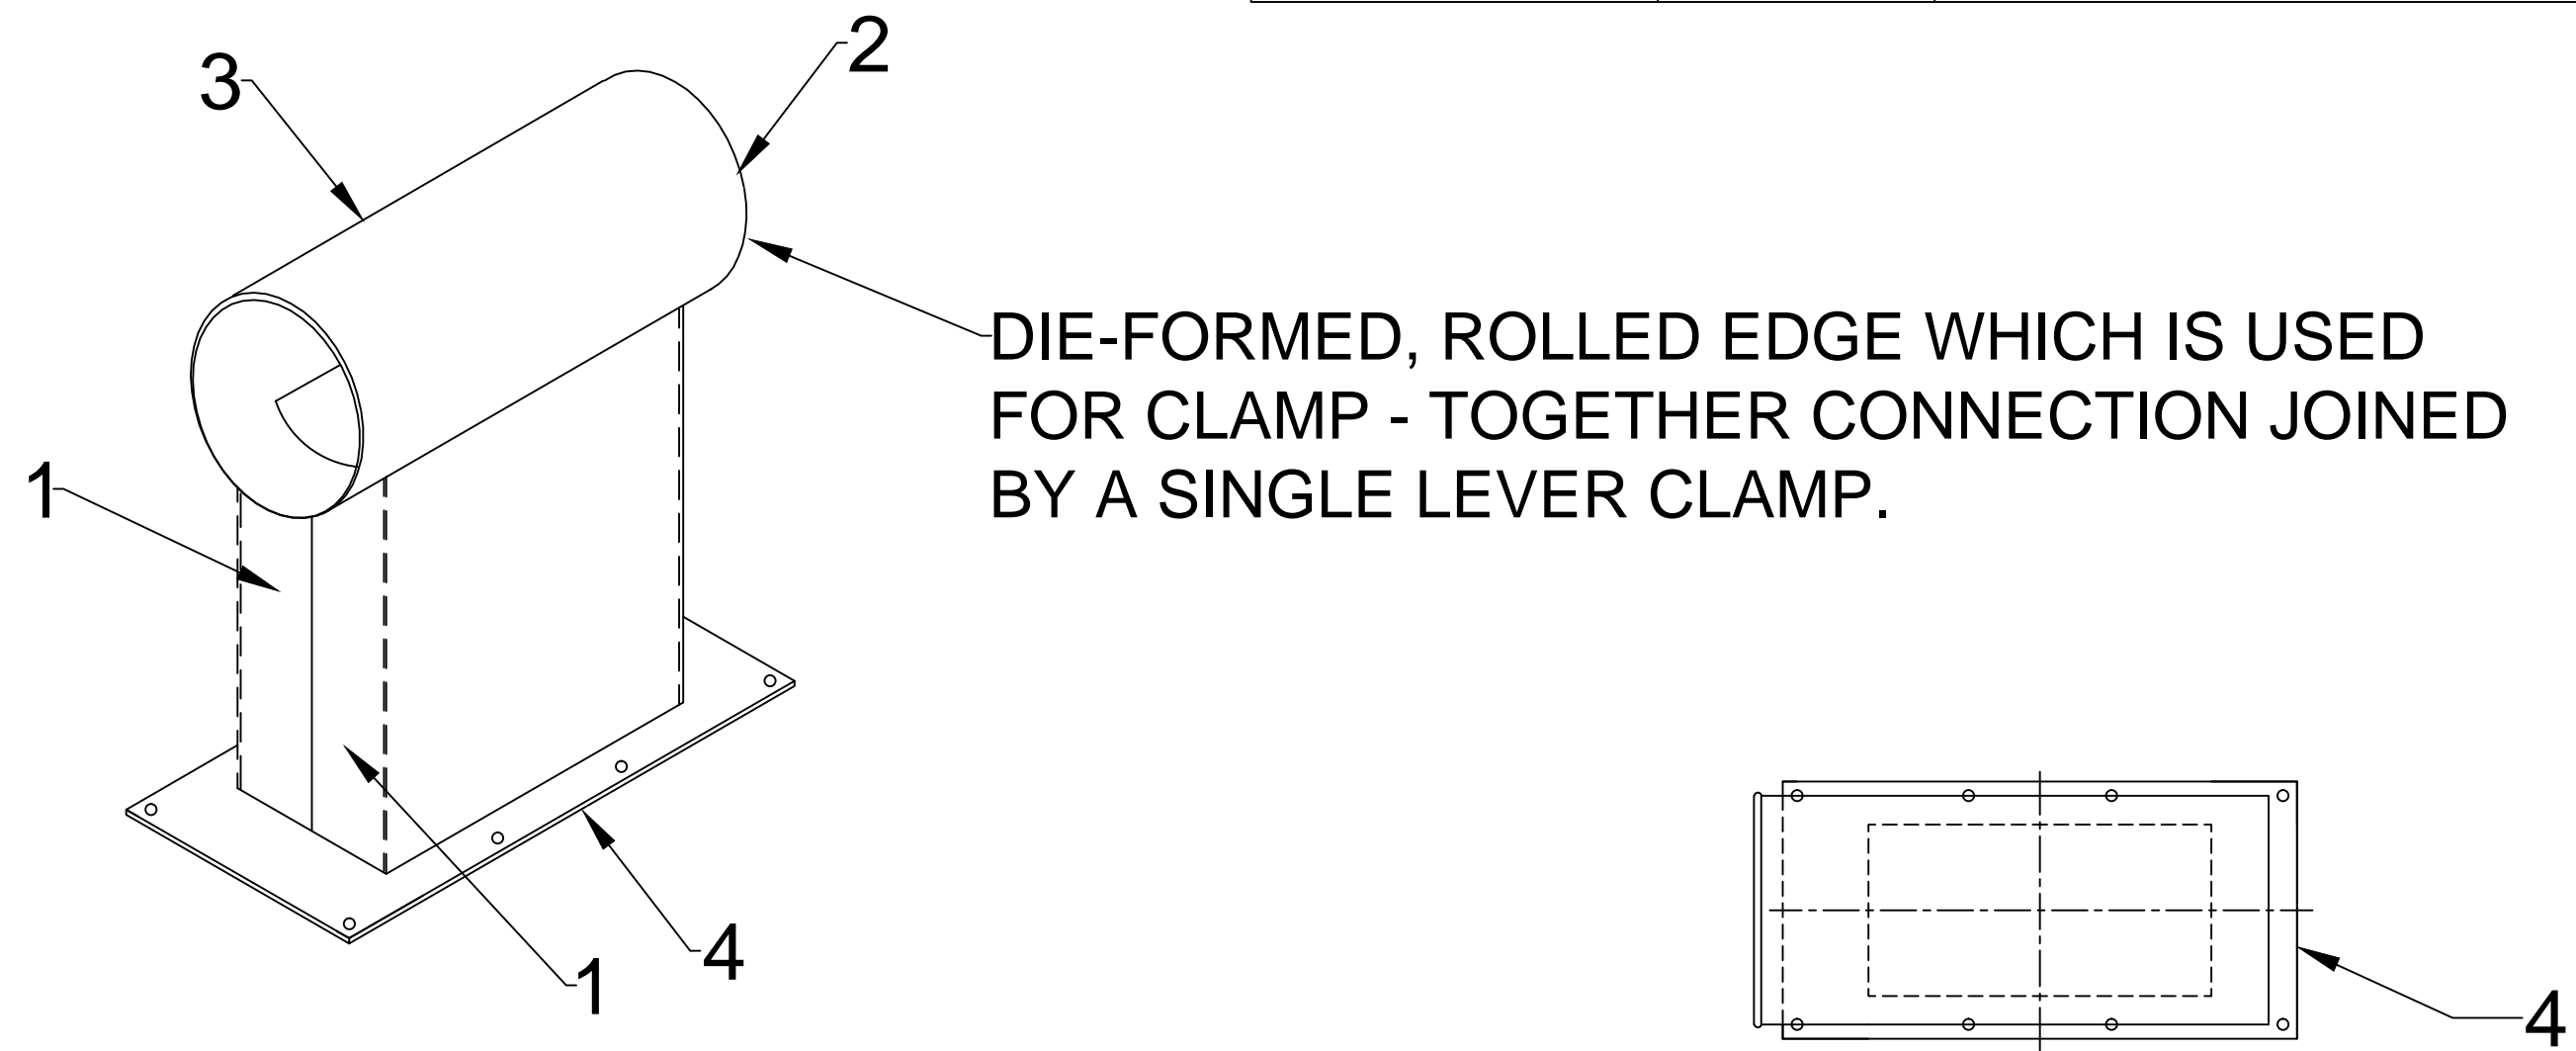 2
3
DIE-FORMED, ROLLED EDGE WHICH IS USED
FOR CLAMP - TOGETHER CONNECTION JOINED
BY A SINGLE LEVER CLAMP.
1
4
1
4